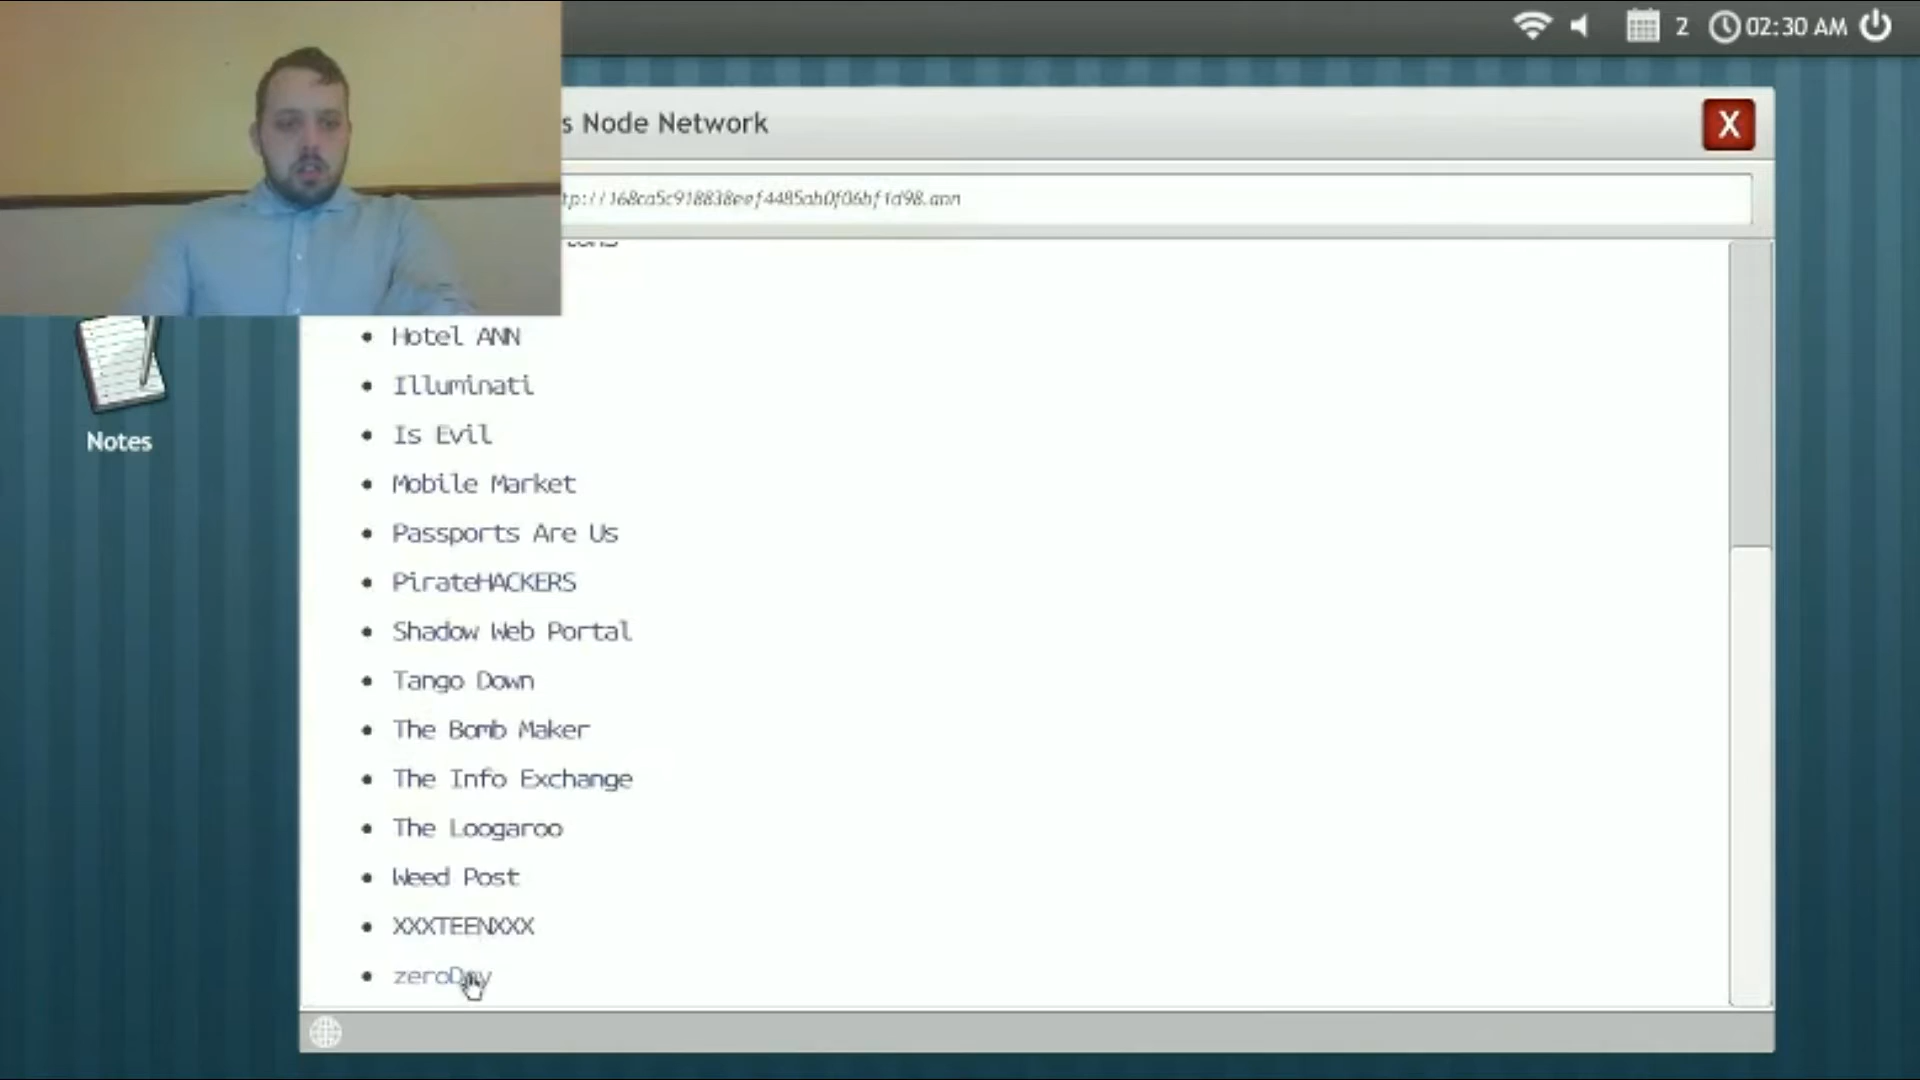 2
02:30 AM
s Node Network
X
tp://168ca5c918838eef4485ab0f06bf1d98.ann
Notes
Hotel ANN
Illuminati
Is Evil
Mobile Market
Passports Are Us
PirateHACKERS
Shadow Web Portal
Tango Down
The Bomb Maker
The Info Exchange
The Loogaroo
Weed Post
XXXTEENXXX
zeroDay